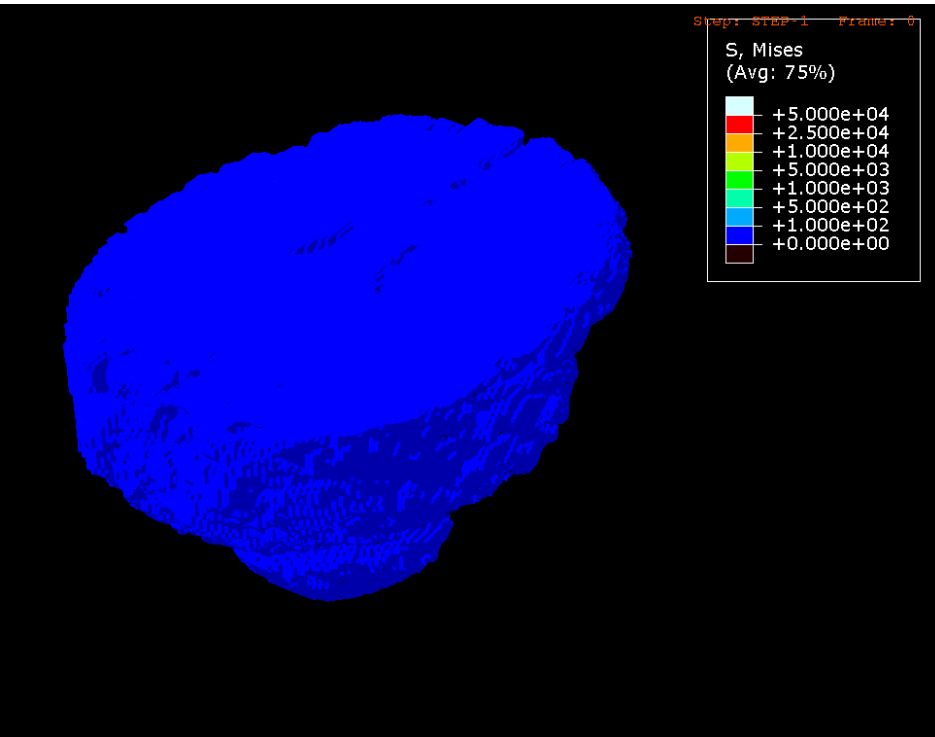 Step: STEP-1 Frame: 0
S, Mises
(Avg: 75%)
+5.000e+04
+2.500e+04
+1.000e+04
+5.000e+03
+1.000e+03
+5.000e+02
+1.000e+02
+0.000e+00